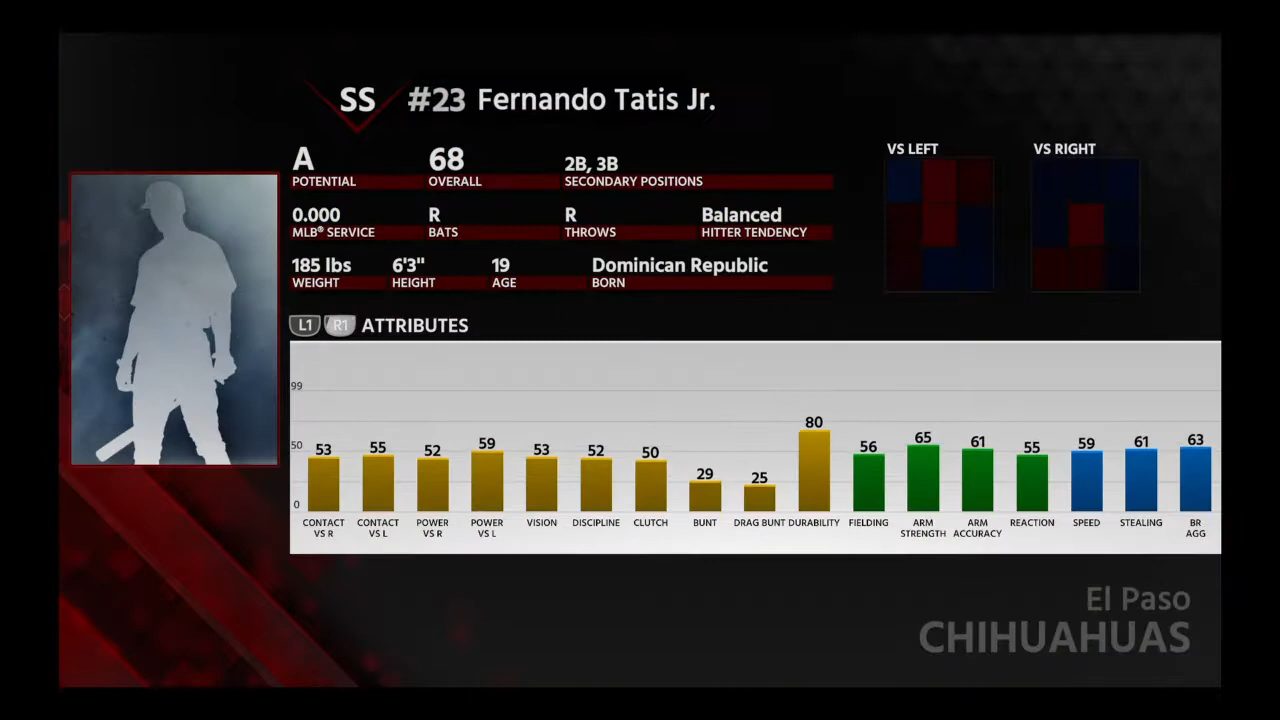 SS #23 Fernando Tatis Jr.
A 68 2B, 3B
POTENTIAL OVERALL SECONDARY POSITIONS
0.000 R R Balanced
MLB® SERVICE BATS THROWS HITTER TENDENCY
185 lbs 6'3" 19 Dominican Republic
WEIGHT HEIGHT AGE BORN
VS LEFT VS RIGHT
L1 R1 ATTRIBUTES
99
50
0
53 55 52 59 53 52 50 29 25 80 56 65 61 55 59 61 63
CONTACT VS R
CONTACT VS L
POWER VS R
POWER VS L
VISION
DISCIPLINE
CLUTCH
BUNT
DRAG BUNT
DURABILITY
FIELDING
ARM STRENGTH
ARM ACCURACY
REACTION
SPEED
STEALING
BR AGG
El Paso
CHIHUAHUAS